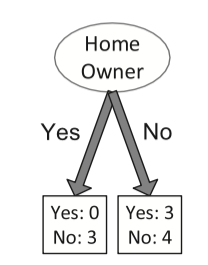 Home
Owner
Yes
No
Yes: 0
No: 3
Yes: 3
No: 4